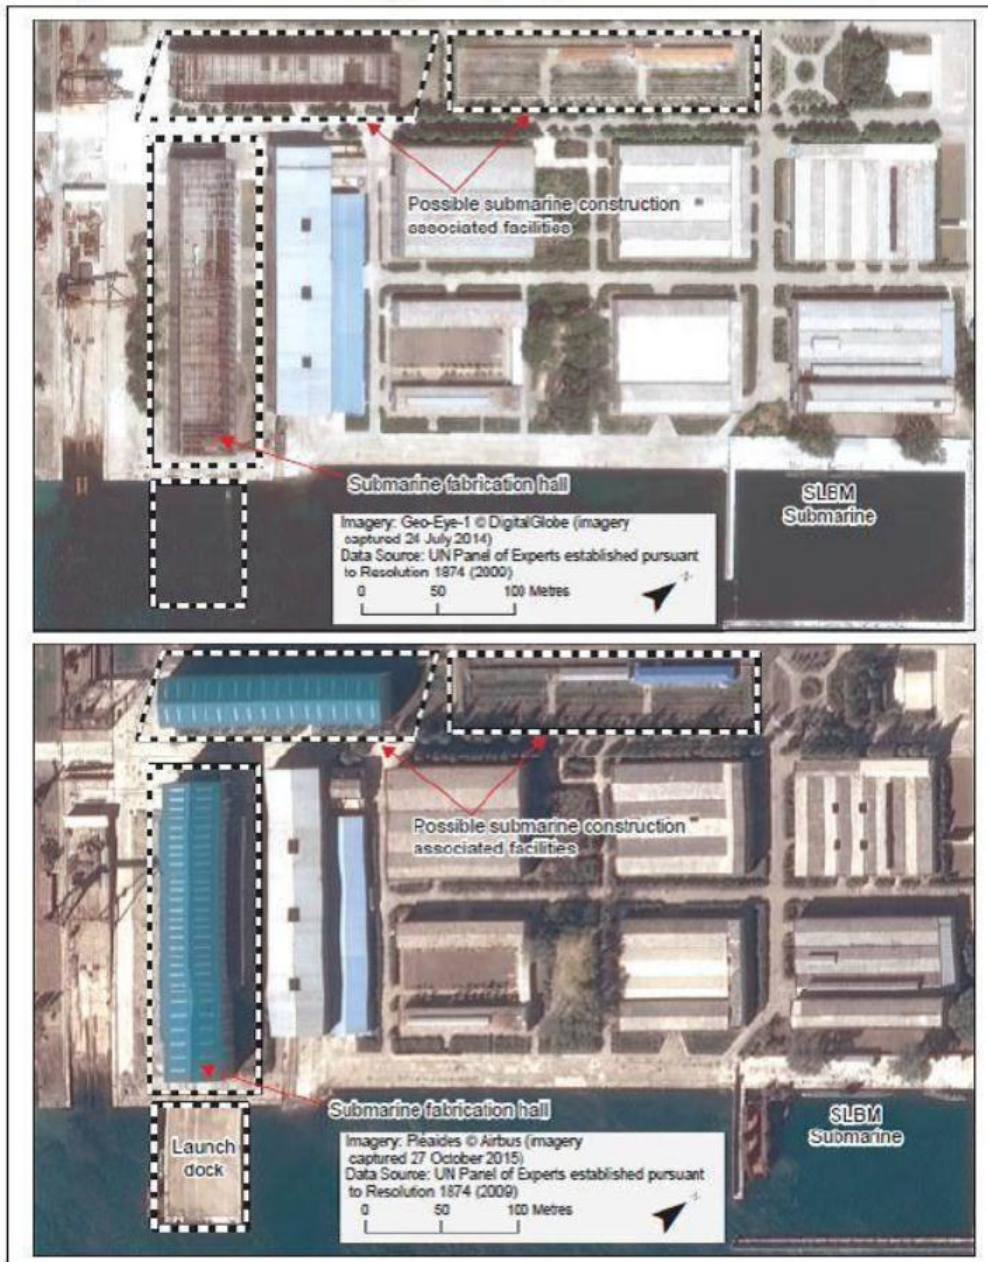 Possible submarine construction
associated facilities
Submarine fabrication hall
SLBM
Submarine
Imagery: Geo-Eye-1 © DigitalGlobe (imagery
captured 24 July 2014)
Data Source: UN Panel of Experts established pursuant
to Resolution 1874 (2009)
0 50 100 Metres
Possible submarine construction
associated facilities
Submarine fabrication hall
SLBM
Submarine
Launch
dock
Imagery: Pléaides © Airbus (imagery
captured 27 October 2015)
Data Source: UN Panel of Experts established pursuant
to Resolution 1874 (2009)
0 50 100 Metres